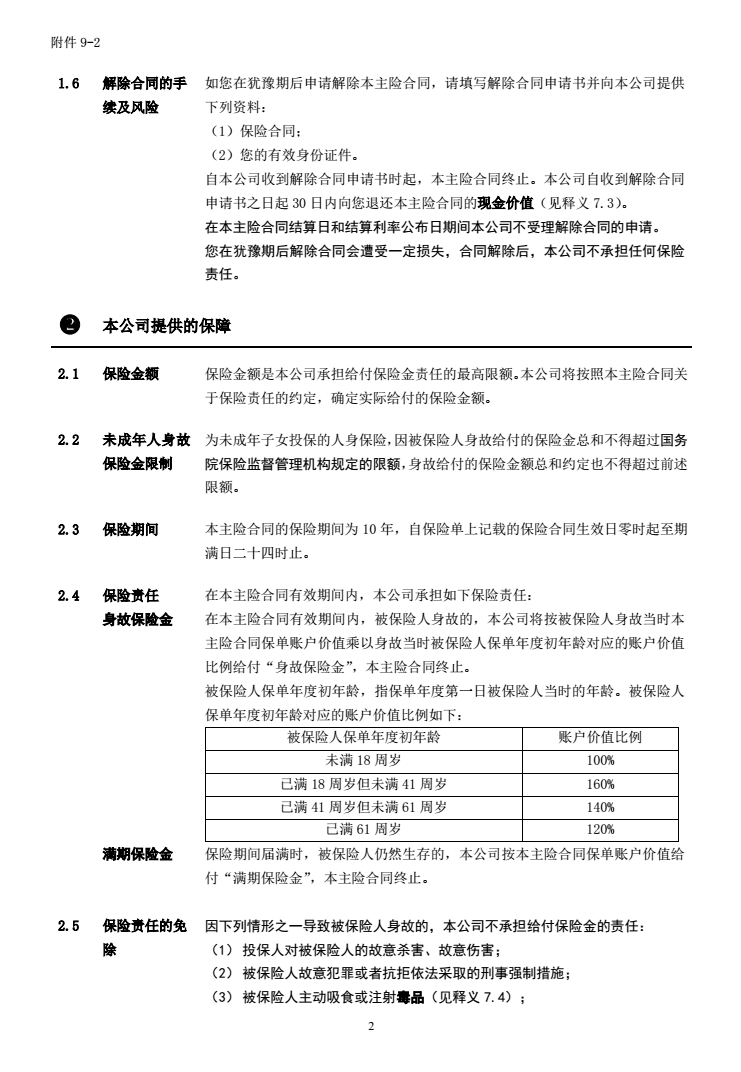 附件 9-2
1.6 解除合同的手 如您在犹豫期后申请解除本主险合同，请填写解除合同申请书并向本公司提供
续及风险 下列资料：
（1）保险合同；
（2）您的有效身份证件。
自本公司收到解除合同申请书时起，本主险合同终止。本公司自收到解除合同
申请书之日起 30 日内向您退还本主险合同的现金价值（见释义 7.3）。
在本主险合同结算日和结算利率公布日期间本公司不受理解除合同的申请。
您在犹豫期后解除合同会遭受一定损失，合同解除后，本公司不承担任何保险
责任。
❷ 本公司提供的保障
2.1 保险金额 保险金额是本公司承担给付保险金责任的最高限额。本公司将按照本主险合同关
于保险责任的约定，确定实际给付的保险金额。
2.2 未成年人身故 为未成年子女投保的人身保险，因被保险人身故给付的保险金总和不得超过国务
保险金限制 院保险监督管理机构规定的限额，身故给付的保险金额总和约定也不得超过前述
限额。
2.3 保险期间 本主险合同的保险期间为 10 年，自保险单上记载的保险合同生效日零时起至期
满日二十四时止。
2.4 保险责任 在本主险合同有效期间内，本公司承担如下保险责任：
身故保险金 在本主险合同有效期间内，被保险人身故的，本公司将按被保险人身故当时本
主险合同保单账户价值乘以身故当时被保险人保单年度初年龄对应的账户价值
比例给付“身故保险金”，本主险合同终止。
被保险人保单年度初年龄，指保单年度第一日被保险人当时的年龄。被保险人
保单年度初年龄对应的账户价值比例如下：
被保险人保单年度初年龄 账户价值比例
未满 18 周岁 100%
已满 18 周岁但未满 41 周岁 160%
已满 41 周岁但未满 61 周岁 140%
已满 61 周岁 120%
满期保险金 保险期间届满时，被保险人仍然生存的，本公司按本主险合同保单账户价值给
付“满期保险金”，本主险合同终止。
2.5 保险责任的免 因下列情形之一导致被保险人身故的，本公司不承担给付保险金的责任：
除 （1） 投保人对被保险人的故意杀害、故意伤害；
（2） 被保险人故意犯罪或者抗拒依法采取的刑事强制措施；
（3） 被保险人主动吸食或注射毒品（见释义 7.4）；
2